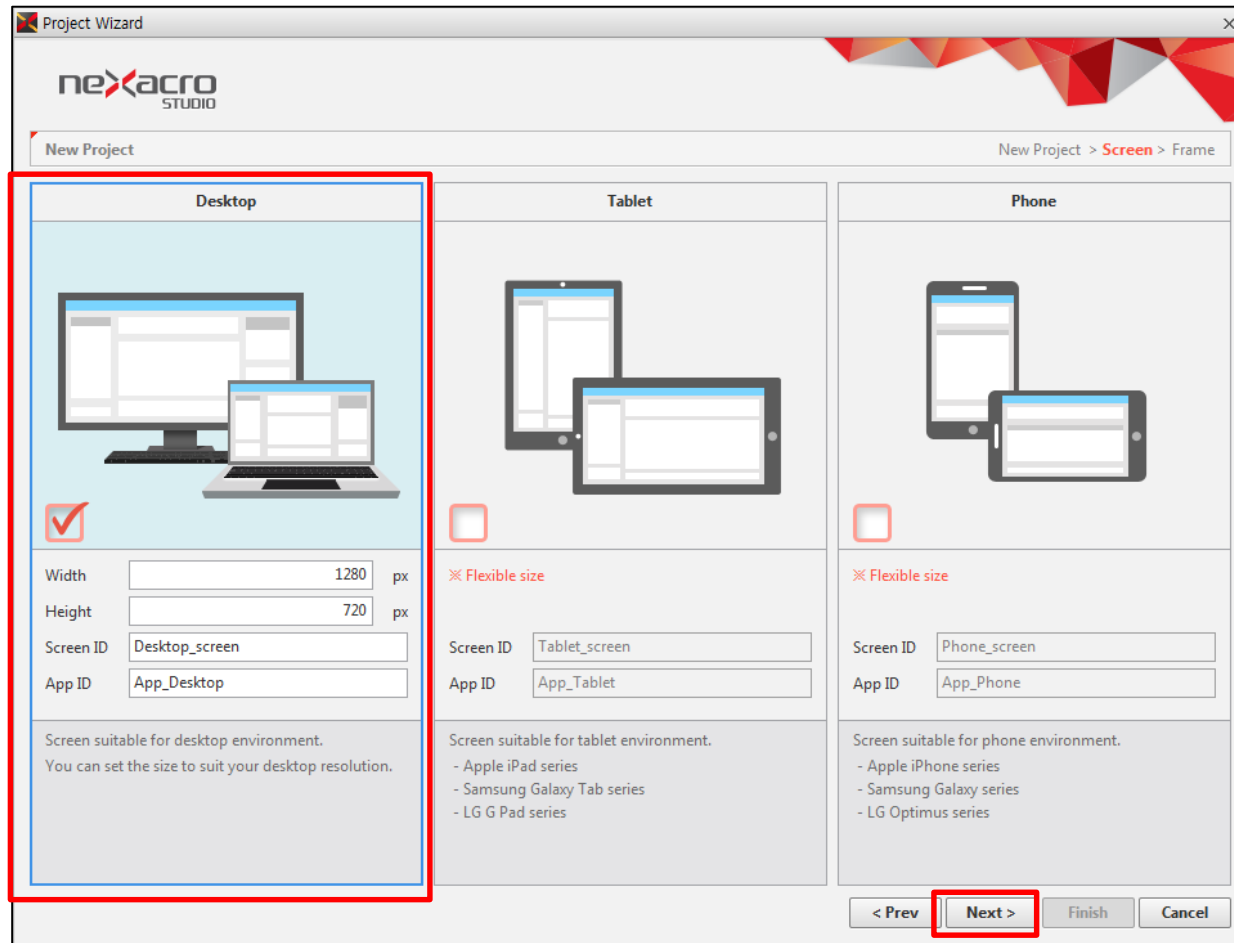 Project Wizard
nexacro
STUDIO
New Project
New Project > Screen > Frame
Desktop
Width 1280 px
Height 720 px
Screen ID Desktop_screen
App ID App_Desktop
Screen suitable for desktop environment.
You can set the size to suit your desktop resolution.
Tablet
※ Flexible size
Screen ID Tablet_screen
App ID App_Tablet
Screen suitable for tablet environment.
- Apple iPad series
- Samsung Galaxy Tab series
- LG G Pad series
Phone
※ Flexible size
Screen ID Phone_screen
App ID App_Phone
Screen suitable for phone environment.
- Apple iPhone series
- Samsung Galaxy series
- LG Optimus series
< Prev Next > Finish Cancel